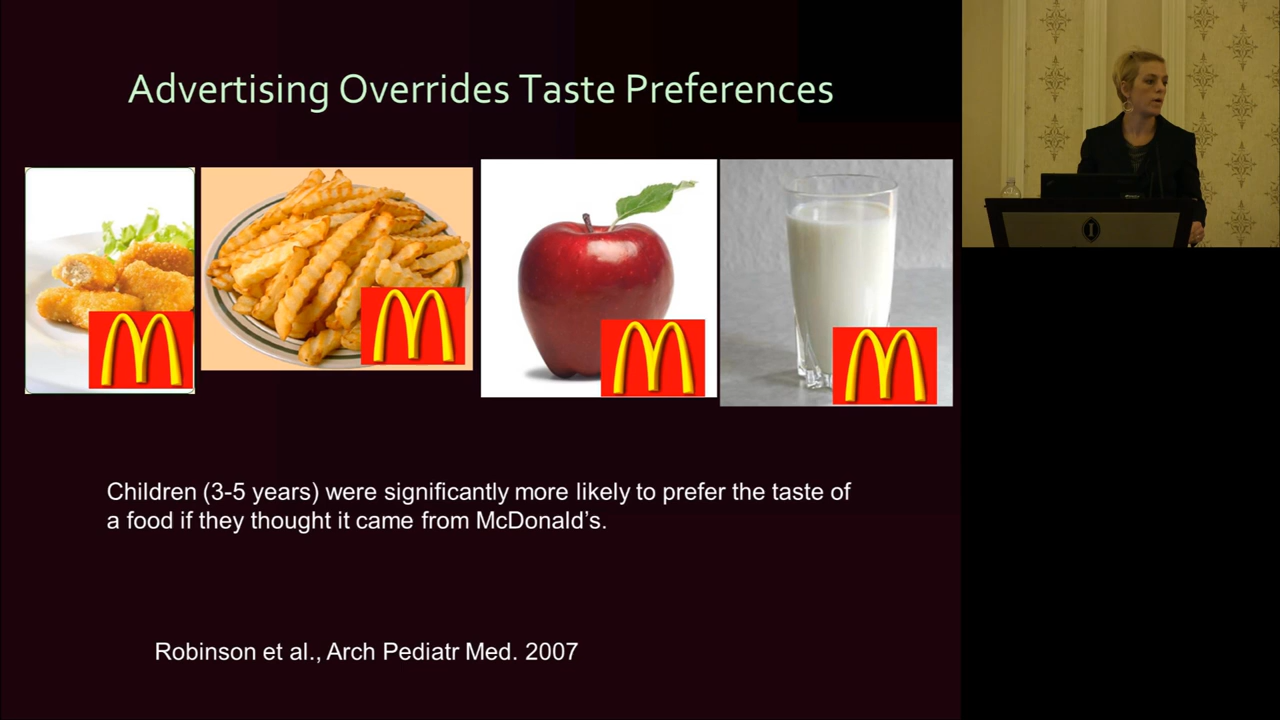 Advertising Overrides Taste Preferences
Children (3-5 years) were significantly more likely to prefer the taste of
a food if they thought it came from McDonald’s.
Robinson et al., Arch Pediatr Med. 2007